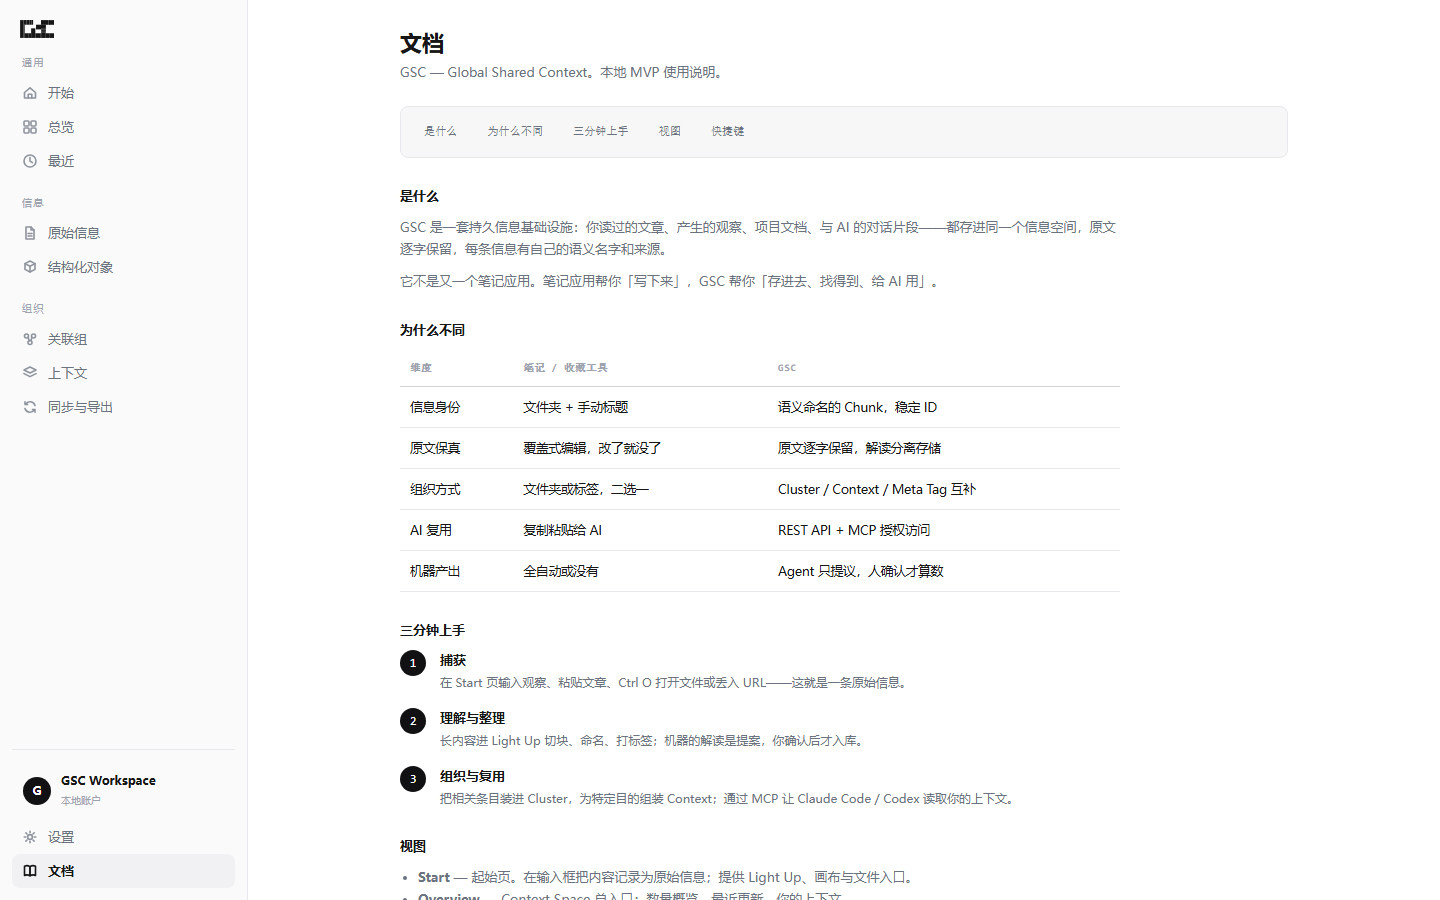 GSC
通用
开始
总览
最近
信息
原始信息
结构化对象
组织
关联组
上下文
同步与导出
G
GSC Workspace
本地账户
设置
文档
文档
GSC — Global Shared Context。本地 MVP 使用说明。
是什么 为什么不同 三分钟上手 视图 快捷键
是什么
GSC 是一套持久信息基础设施：你读过的文章、产生的观察、项目文档、与 AI 的对话片段——都存进同一个信息空间，原文
逐字保留，每条信息有自己的语义名字和来源。
它不是又一个笔记应用。笔记应用帮你「写下来」，GSC 帮你「存进去、找得到、给 AI 用」。
为什么不同
维度 笔记 / 收藏工具 GSC
信息身份 文件夹 + 手动标题 语义命名的 Chunk，稳定 ID
原文保真 覆盖式编辑，改了就没了 原文逐字保留，解读分离存储
组织方式 文件夹或标签，二选一 Cluster / Context / Meta Tag 互补
AI 复用 复制粘贴给 AI REST API + MCP 授权访问
机器产出 全自动或没有 Agent 只提议，人确认才算数
三分钟上手
1 捕获
在 Start 页输入观察、粘贴文章、Ctrl O 打开文件或丢入 URL——这就是一条原始信息。
2 理解与整理
长内容进 Light Up 切块、命名、打标签；机器的解读是提案，你确认后才入库。
3 组织与复用
把相关条目装进 Cluster，为特定目的组装 Context；通过 MCP 让 Claude Code / Codex 读取你的上下文。
视图
• Start — 起始页。在输入框把内容记录为原始信息；提供 Light Up、画布与文件入口。
• Overview — Context Space 总入口：数量概览、最近更新、你的上下文